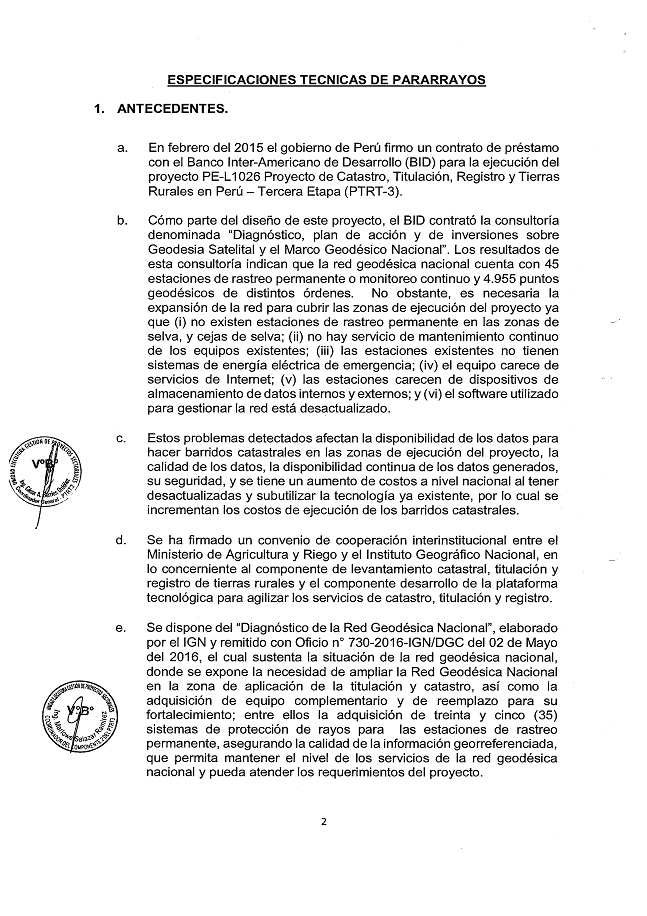 ESPECIFICACIONES TECNICAS DE PARARRAYOS
1. ANTECEDENTES.
a. En febrero del 2015 el gobierno de Perú firmo un contrato de préstamo
con el Banco Inter-Americano de Desarrollo (BID) para la ejecución del
proyecto PE-L1026 Proyecto de Catastro, Titulación, Registro y Tierras
Rurales en Perú – Tercera Etapa (PTRT-3).
b. Cómo parte del diseño de este proyecto, el BID contrató la consultoría
denominada “Diagnóstico, plan de acción y de inversiones sobre
Geodesia Satelital y el Marco Geodésico Nacional”. Los resultados de
esta consultoría indican que la red geodésica nacional cuenta con 45
estaciones de rastreo permanente o monitoreo continuo y 4.955 puntos
geodésicos de distintos órdenes. No obstante, es necesaria la
expansión de la red para cubrir las zonas de ejecución del proyecto ya
que (i) no existen estaciones de rastreo permanente en las zonas de
selva, y cejas de selva; (ii) no hay servicio de mantenimiento continuo
de los equipos existentes; (iii) las estaciones existentes no tienen
sistemas de energía eléctrica de emergencia; (iv) el equipo carece de
servicios de Internet; (v) las estaciones carecen de dispositivos de
almacenamiento de datos internos y externos; y (vi) el software utilizado
para gestionar la red está desactualizado.
c. Estos problemas detectados afectan la disponibilidad de los datos para
hacer barridos catastrales en las zonas de ejecución del proyecto, la
calidad de los datos, la disponibilidad continua de los datos generados,
su seguridad, y se tiene un aumento de costos a nivel nacional al tener
desactualizadas y subutilizar la tecnología ya existente, por lo cual se
incrementan los costos de ejecución de los barridos catastrales.
VºBº
d. Se ha firmado un convenio de cooperación interinstitucional entre el
Ministerio de Agricultura y Riego y el Instituto Geográfico Nacional, en
lo concerniente al componente de levantamiento catastral, titulación y
registro de tierras rurales y el componente desarrollo de la plataforma
tecnológica para agilizar los servicios de catastro, titulación y registro.
e. Se dispone del “Diagnóstico de la Red Geodésica Nacional”, elaborado
por el IGN y remitido con Oficio n° 730-2016-IGN/DGC del 02 de Mayo
del 2016, el cual sustenta la situación de la red geodésica nacional,
donde se expone la necesidad de ampliar la Red Geodésica Nacional
en la zona de aplicación de la titulación y catastro, así como la
adquisición de equipo complementario y de reemplazo para su
fortalecimiento; entre ellos la adquisición de treinta y cinco (35)
sistemas de protección de rayos para las estaciones de rastreo
permanente, asegurando la calidad de la información georreferenciada,
que permita mantener el nivel de los servicios de la red geodésica
nacional y pueda atender los requerimientos del proyecto.
VºBº
2